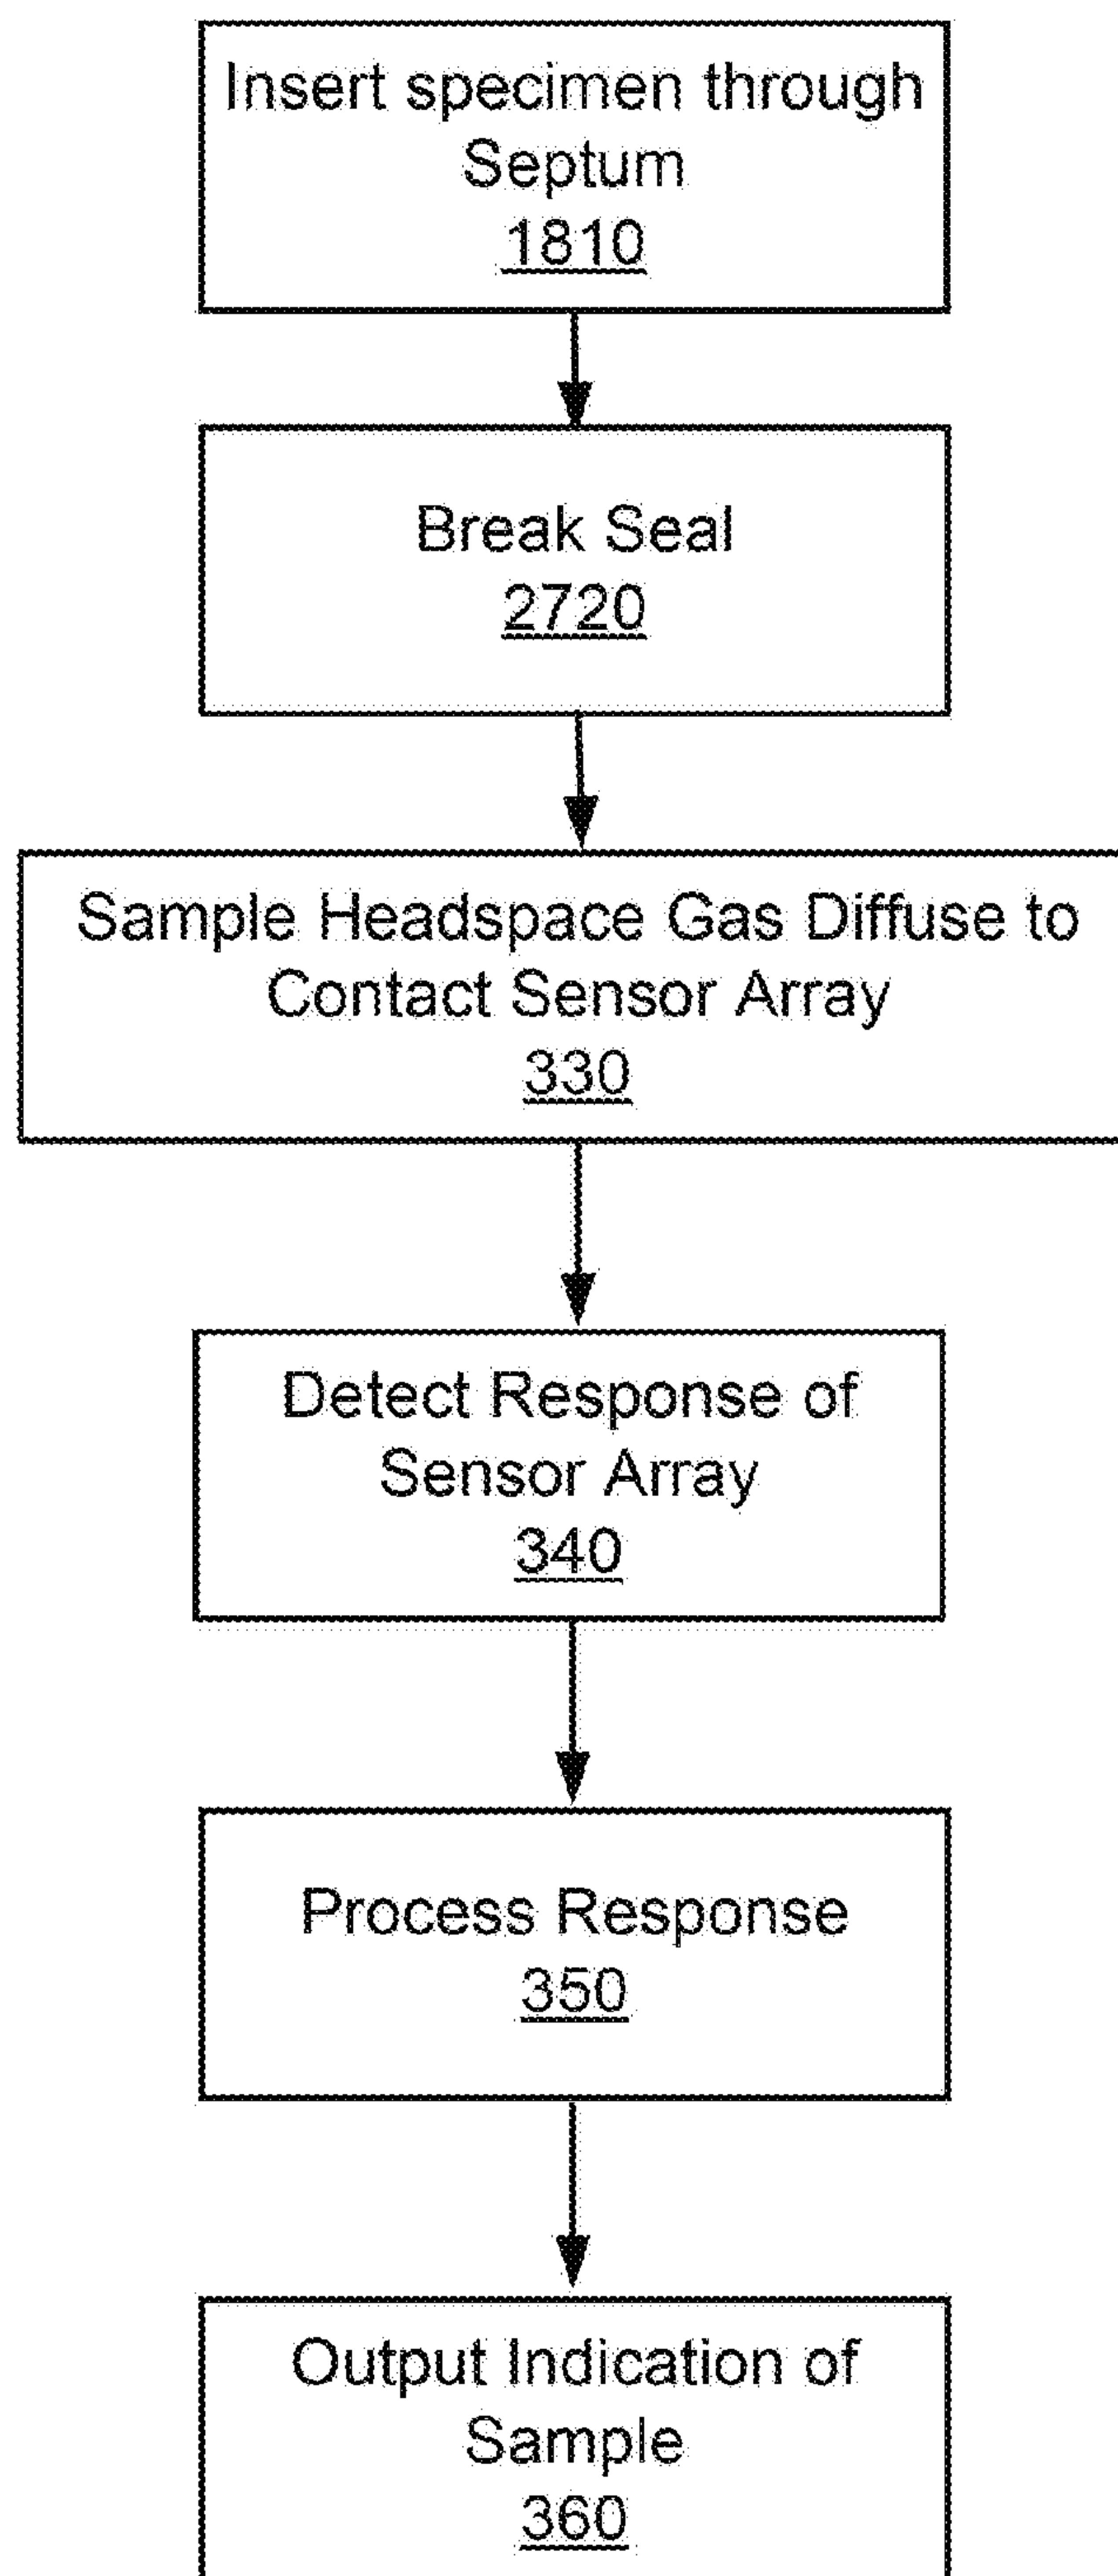 Insert specimen through
Septum
1810
Break Seal
2720
Sample Headspace Gas Diffuse to
Contact Sensor Array
330
Detect Response of
Sensor Array
340
Process Response
350
Output Indication of
Sample
360